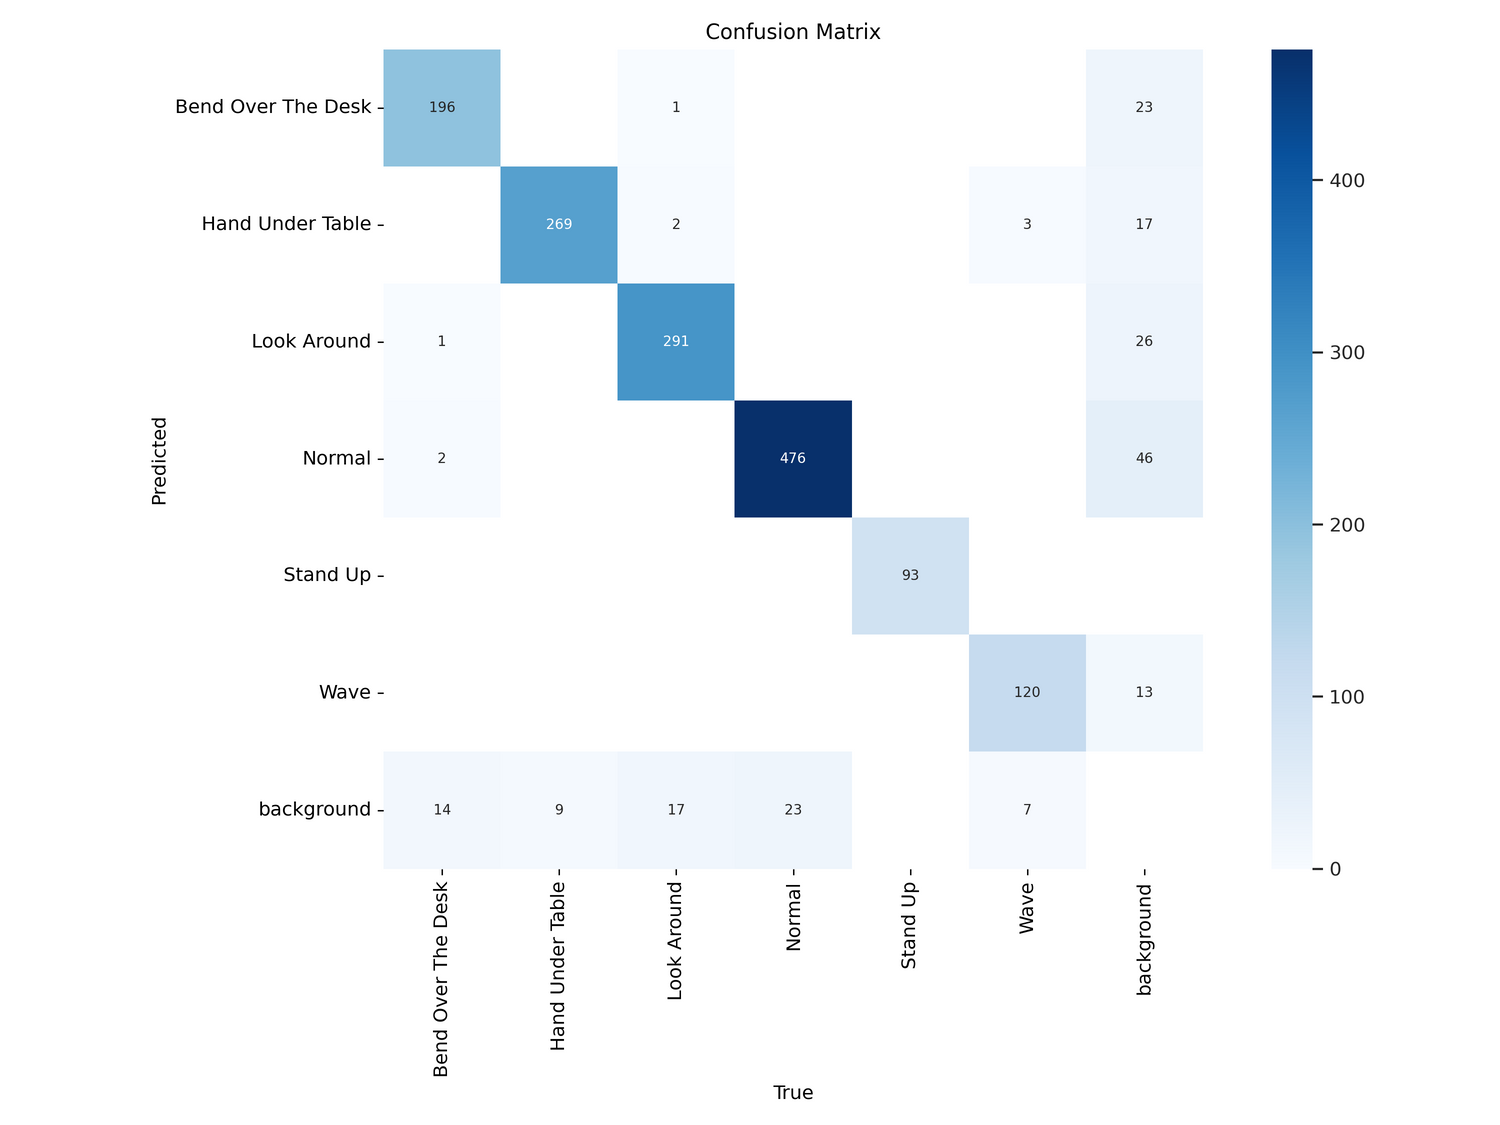 Confusion Matrix
Bend Over The Desk
196
1
23
Hand Under Table
269
2
3
17
400
Look Around
1
291
26
300
Predicted
Normal
2
476
46
200
Stand Up
93
Wave
120
13
100
background
14
9
17
23
7
0
Bend Over The Desk
Hand Under Table
Look Around
Normal
Stand Up
Wave
background
True